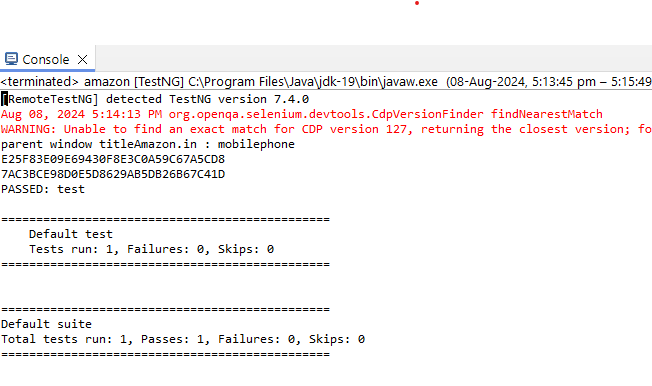 Console
<terminated> amazon [TestNG] C:\Program Files\Java\jdk-19\bin\javaw.exe (08-Aug-2024, 5:13:45 pm – 5:15:49
[RemoteTestNG] detected TestNG version 7.4.0
Aug 08, 2024 5:14:13 PM org.openqa.selenium.devtools.CdpVersionFinder findNearestMatch
WARNING: Unable to find an exact match for CDP version 127, returning the closest version; fo
parent window titleAmazon.in : mobilephone
E25F83E09E69430F8E3C0A59C67A5CD8
7AC3BCE98D0E5D8629AB5DB26B67C41D
PASSED: test
===============================================
Default test
Tests run: 1, Failures: 0, Skips: 0
===============================================
===============================================
Default suite
Total tests run: 1, Passes: 1, Failures: 0, Skips: 0
===============================================